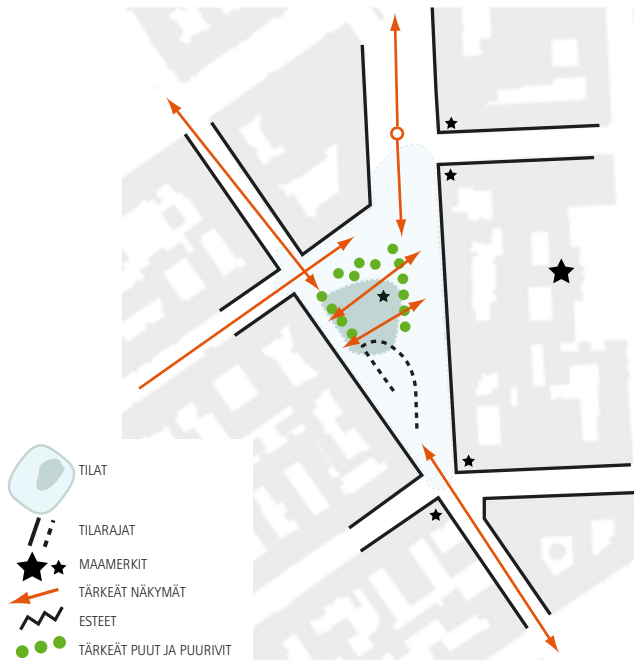 TILAT
TILARAJAT
MAAMERKIT
TÄRKEÄT NÄKYMÄT
ESTEET
TÄRKEÄT PUUT JA PUURIVIT